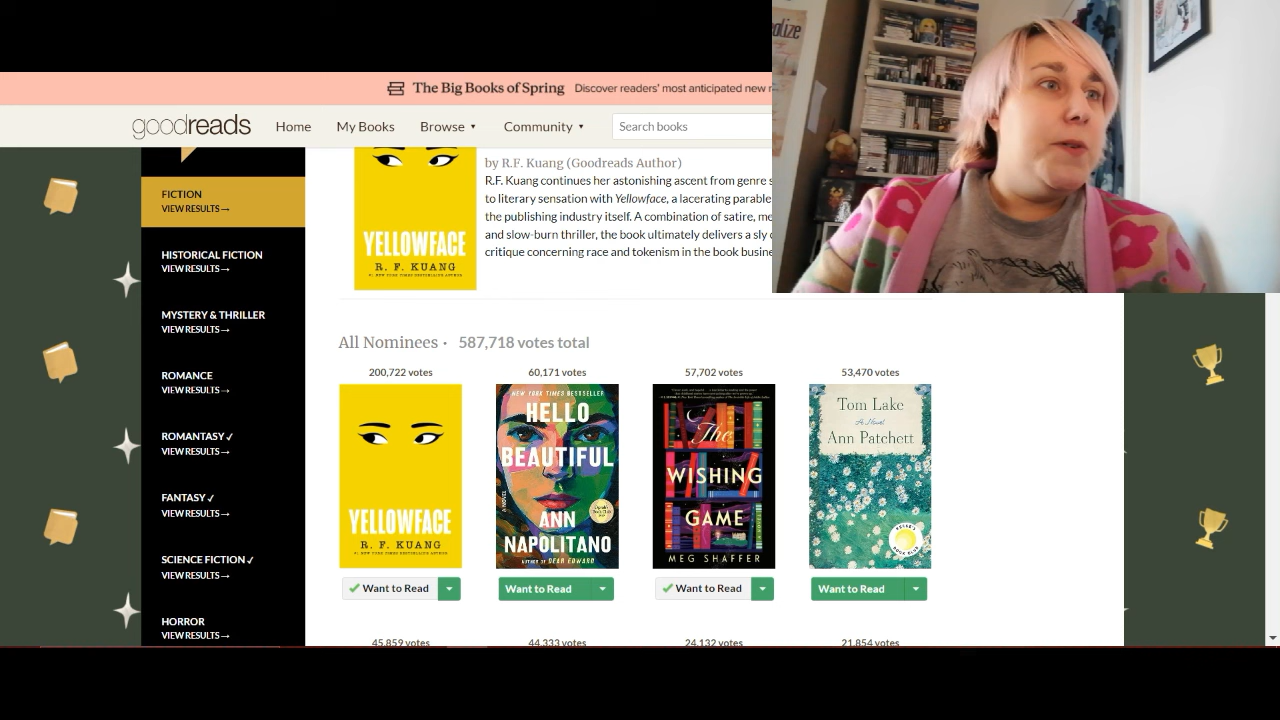 The Big Books of Spring Discover readers' most anticipated new
goodreads Home My Books Browse ▼ Community ▼ Search books
by R.F. Kuang (Goodreads Author)
R.F. Kuang continues her astonishing ascent from genre
to literary sensation with Yellowface, a lacerating parable
the publishing industry itself. A combination of satire,
and slow-burn thriller, the book ultimately delivers a sly
critique concerning race and tokenism in the book
YELLOWFACE
R. F. KUANG
FICTION
VIEW RESULTS→
HISTORICAL FICTION
VIEW RESULTS→
MYSTERY & THRILLER
VIEW RESULTS→
ROMANCE
VIEW RESULTS→
ROMANTASY ✓
VIEW RESULTS→
FANTASY ✓
VIEW RESULTS→
SCIENCE FICTION ✓
VIEW RESULTS→
HORROR
VIEW RESULTS→
All Nominees · 587,718 votes total
200,722 votes
YELLOWFACE
R. F. KUANG
Want to Read
60,171 votes
NEW YORK TIMES BESTSELLER
HELLO
BEAUTIFUL
A NOVEL
ANN
NAPOLITANO
AUTHOR OF DEAR EDWARD
Want to Read
57,702 votes
The
WISHING
GAME
A NOVEL
MEG SHAFFER
Want to Read
53,470 votes
Tom Lake
A Novel
Ann Patchett
Want to Read
45,859 votes
44,333 votes
24,132 votes
21,854 votes